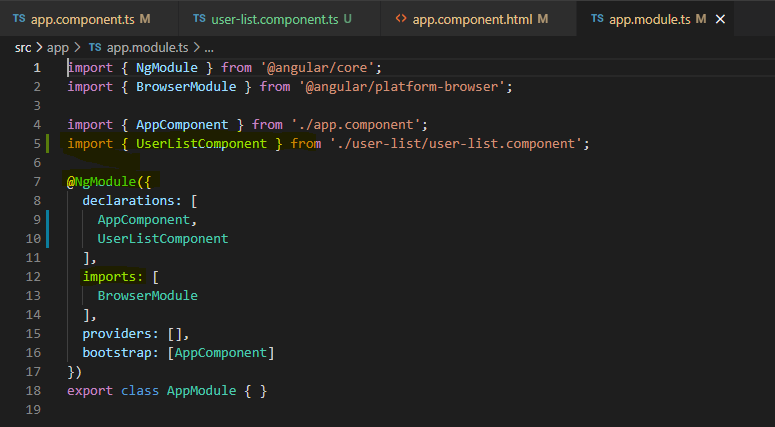 TS app.component.ts M TS user-list.component.ts U <> app.component.html M TS app.module.ts M ×
src > app > TS app.module.ts > ...
1 import { NgModule } from '@angular/core';
2 import { BrowserModule } from '@angular/platform-browser';
3
4 import { AppComponent } from './app.component';
5 import { UserListComponent } from './user-list/user-list.component';
6
7 @NgModule({
8   declarations: [
9     AppComponent,
10     UserListComponent
11   ],
12   imports: [
13     BrowserModule
14   ],
15   providers: [],
16   bootstrap: [AppComponent]
17 })
18 export class AppModule { }
19